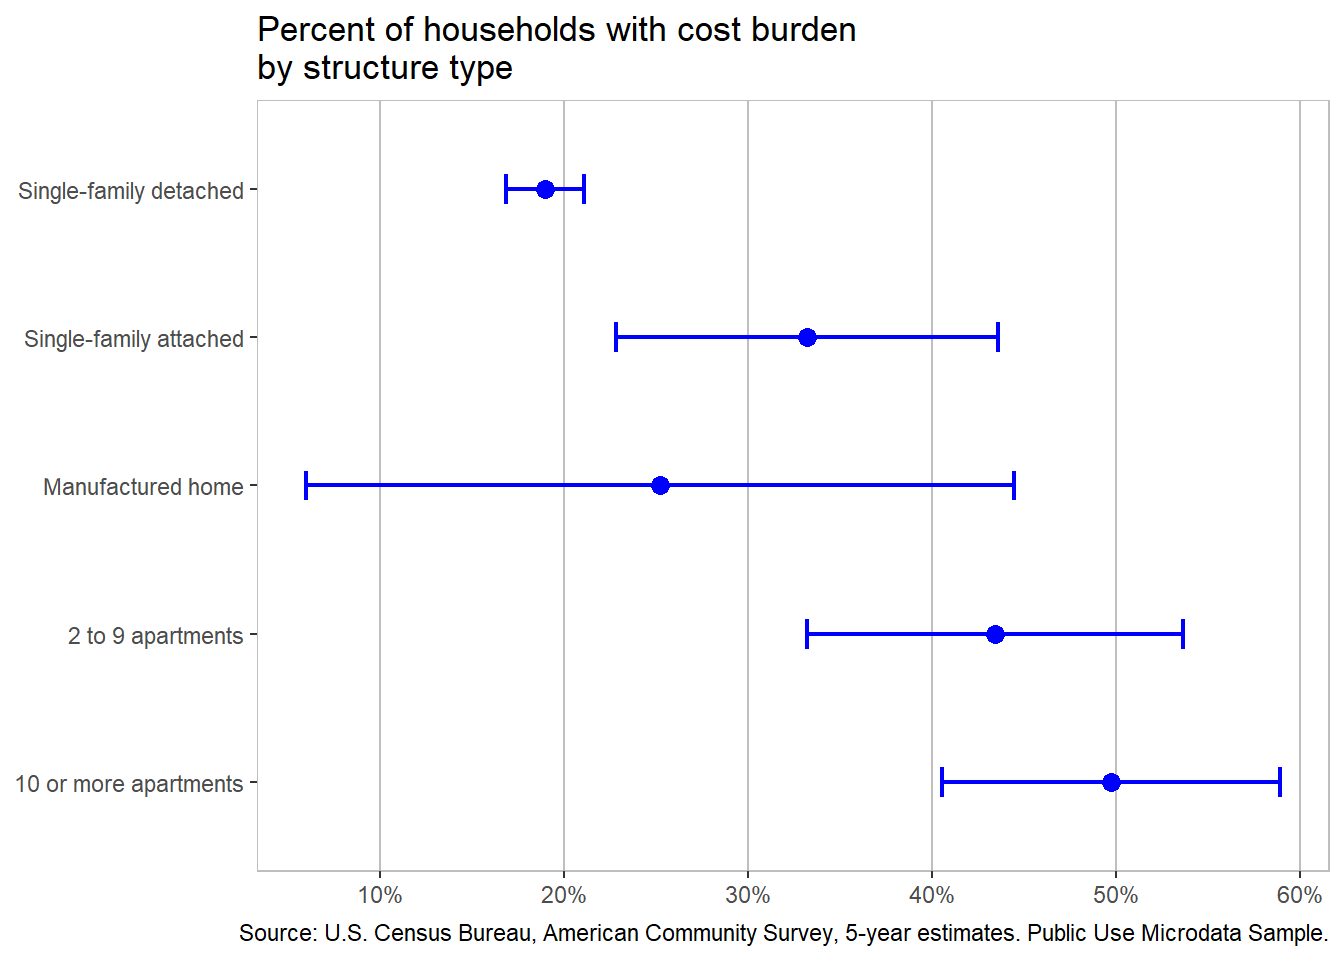 Percent of households with cost burden
by structure type
Single-family detached
Single-family attached
Manufactured home
2 to 9 apartments
10 or more apartments
10% 20% 30% 40% 50% 60%
Source: U.S. Census Bureau, American Community Survey, 5-year estimates. Public Use Microdata Sample.